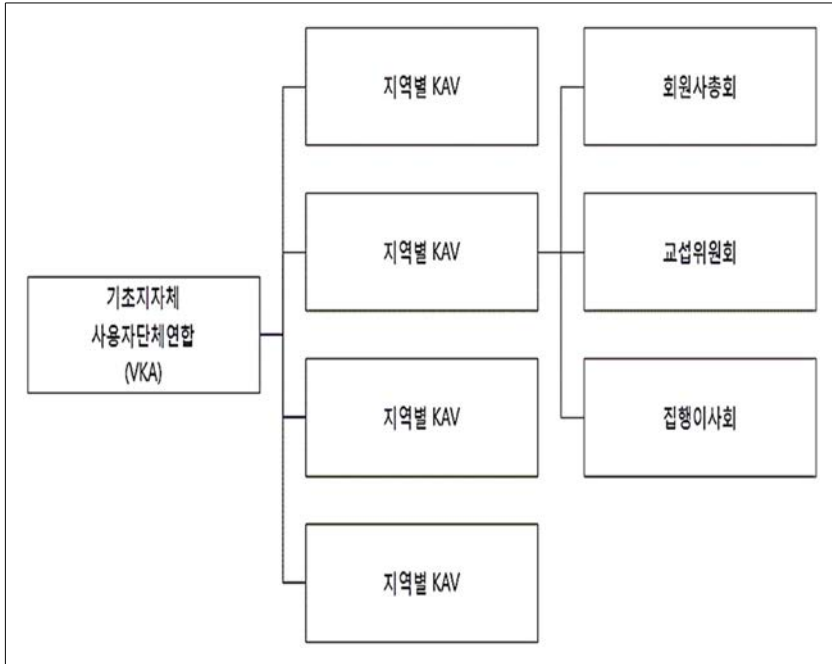 지역별 KAV
회원사총회
지역별 KAV
교섭위원회
기초지자체
사용자단체연합
(VKA)
지역별 KAV
집행이사회
지역별 KAV